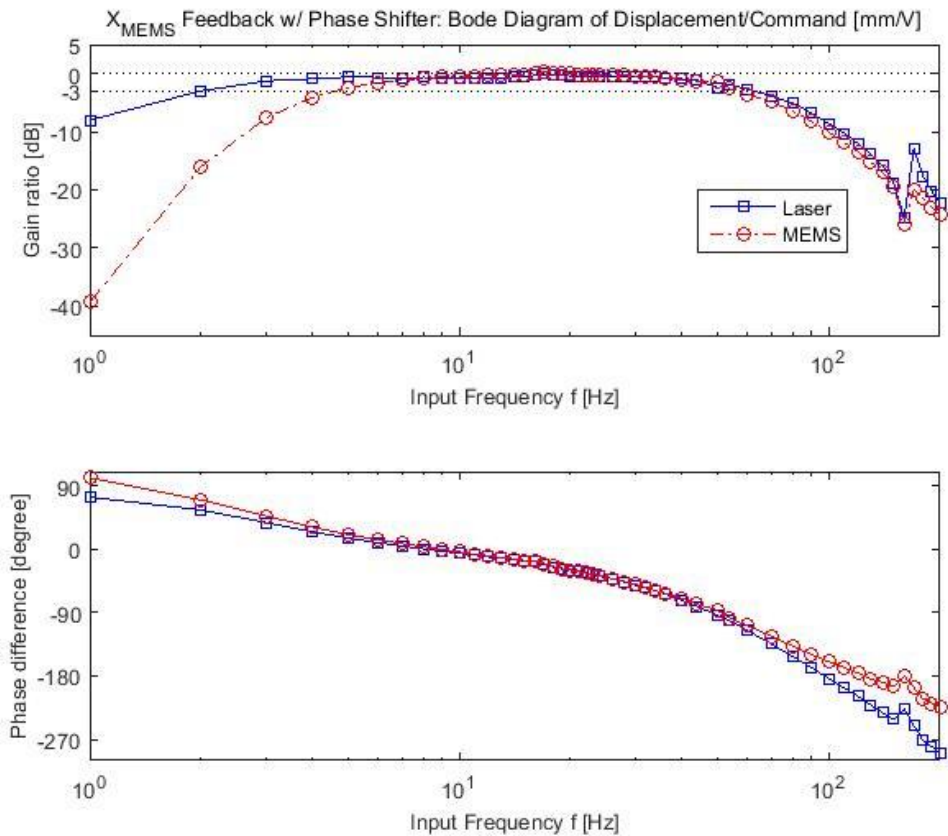 X_MEMS Feedback w/ Phase Shifter: Bode Diagram of Displacement/Command [mm/V]
5
0
-3
-10
-20
-30
-40
Gain ratio [dB]
Laser
MEMS
10^0
10^1
10^2
Input Frequency f [Hz]
90
0
-90
-180
-270
Phase difference [degree]
10^0
10^1
10^2
Input Frequency f [Hz]